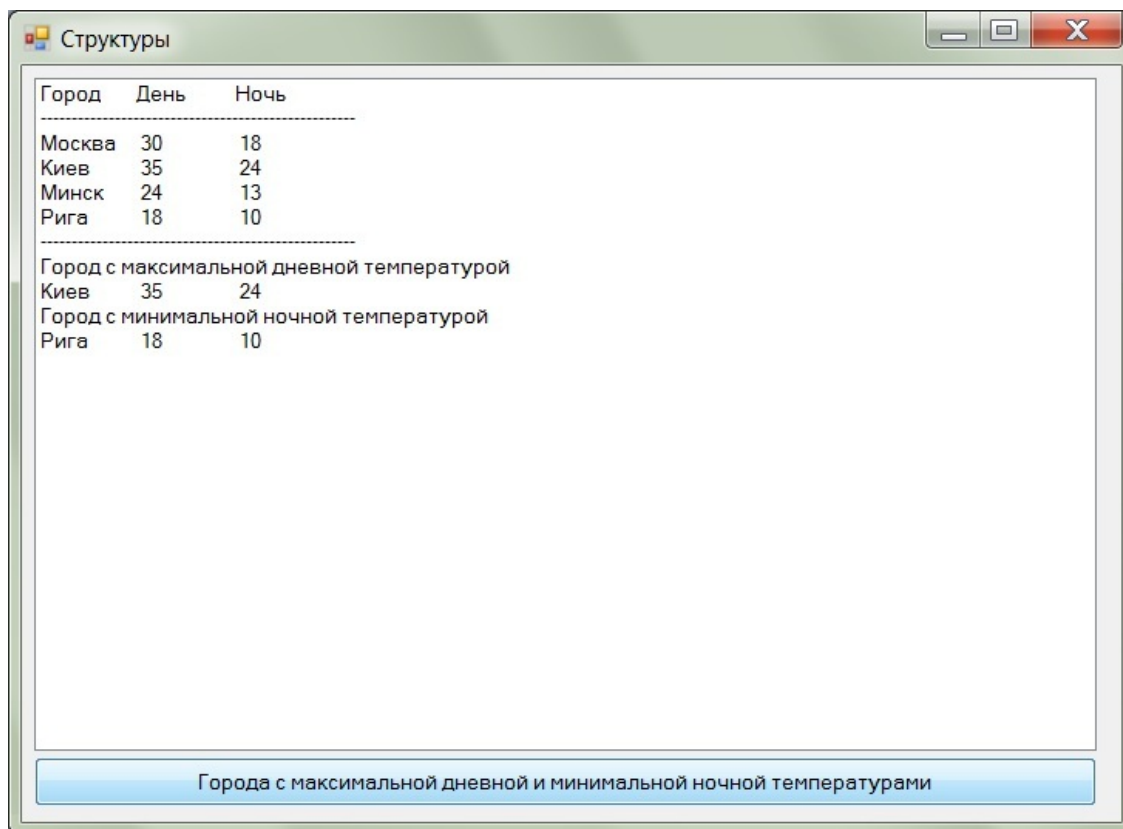 Структуры
Город День Ночь
--------------------------------------------------
Москва 30 18
Киев 35 24
Минск 24 13
Рига 18 10
--------------------------------------------------
Город с максимальной дневной температурой
Киев 35 24
Город с минимальной ночной температурой
Рига 18 10
Города с максимальной дневной и минимальной ночной температурами